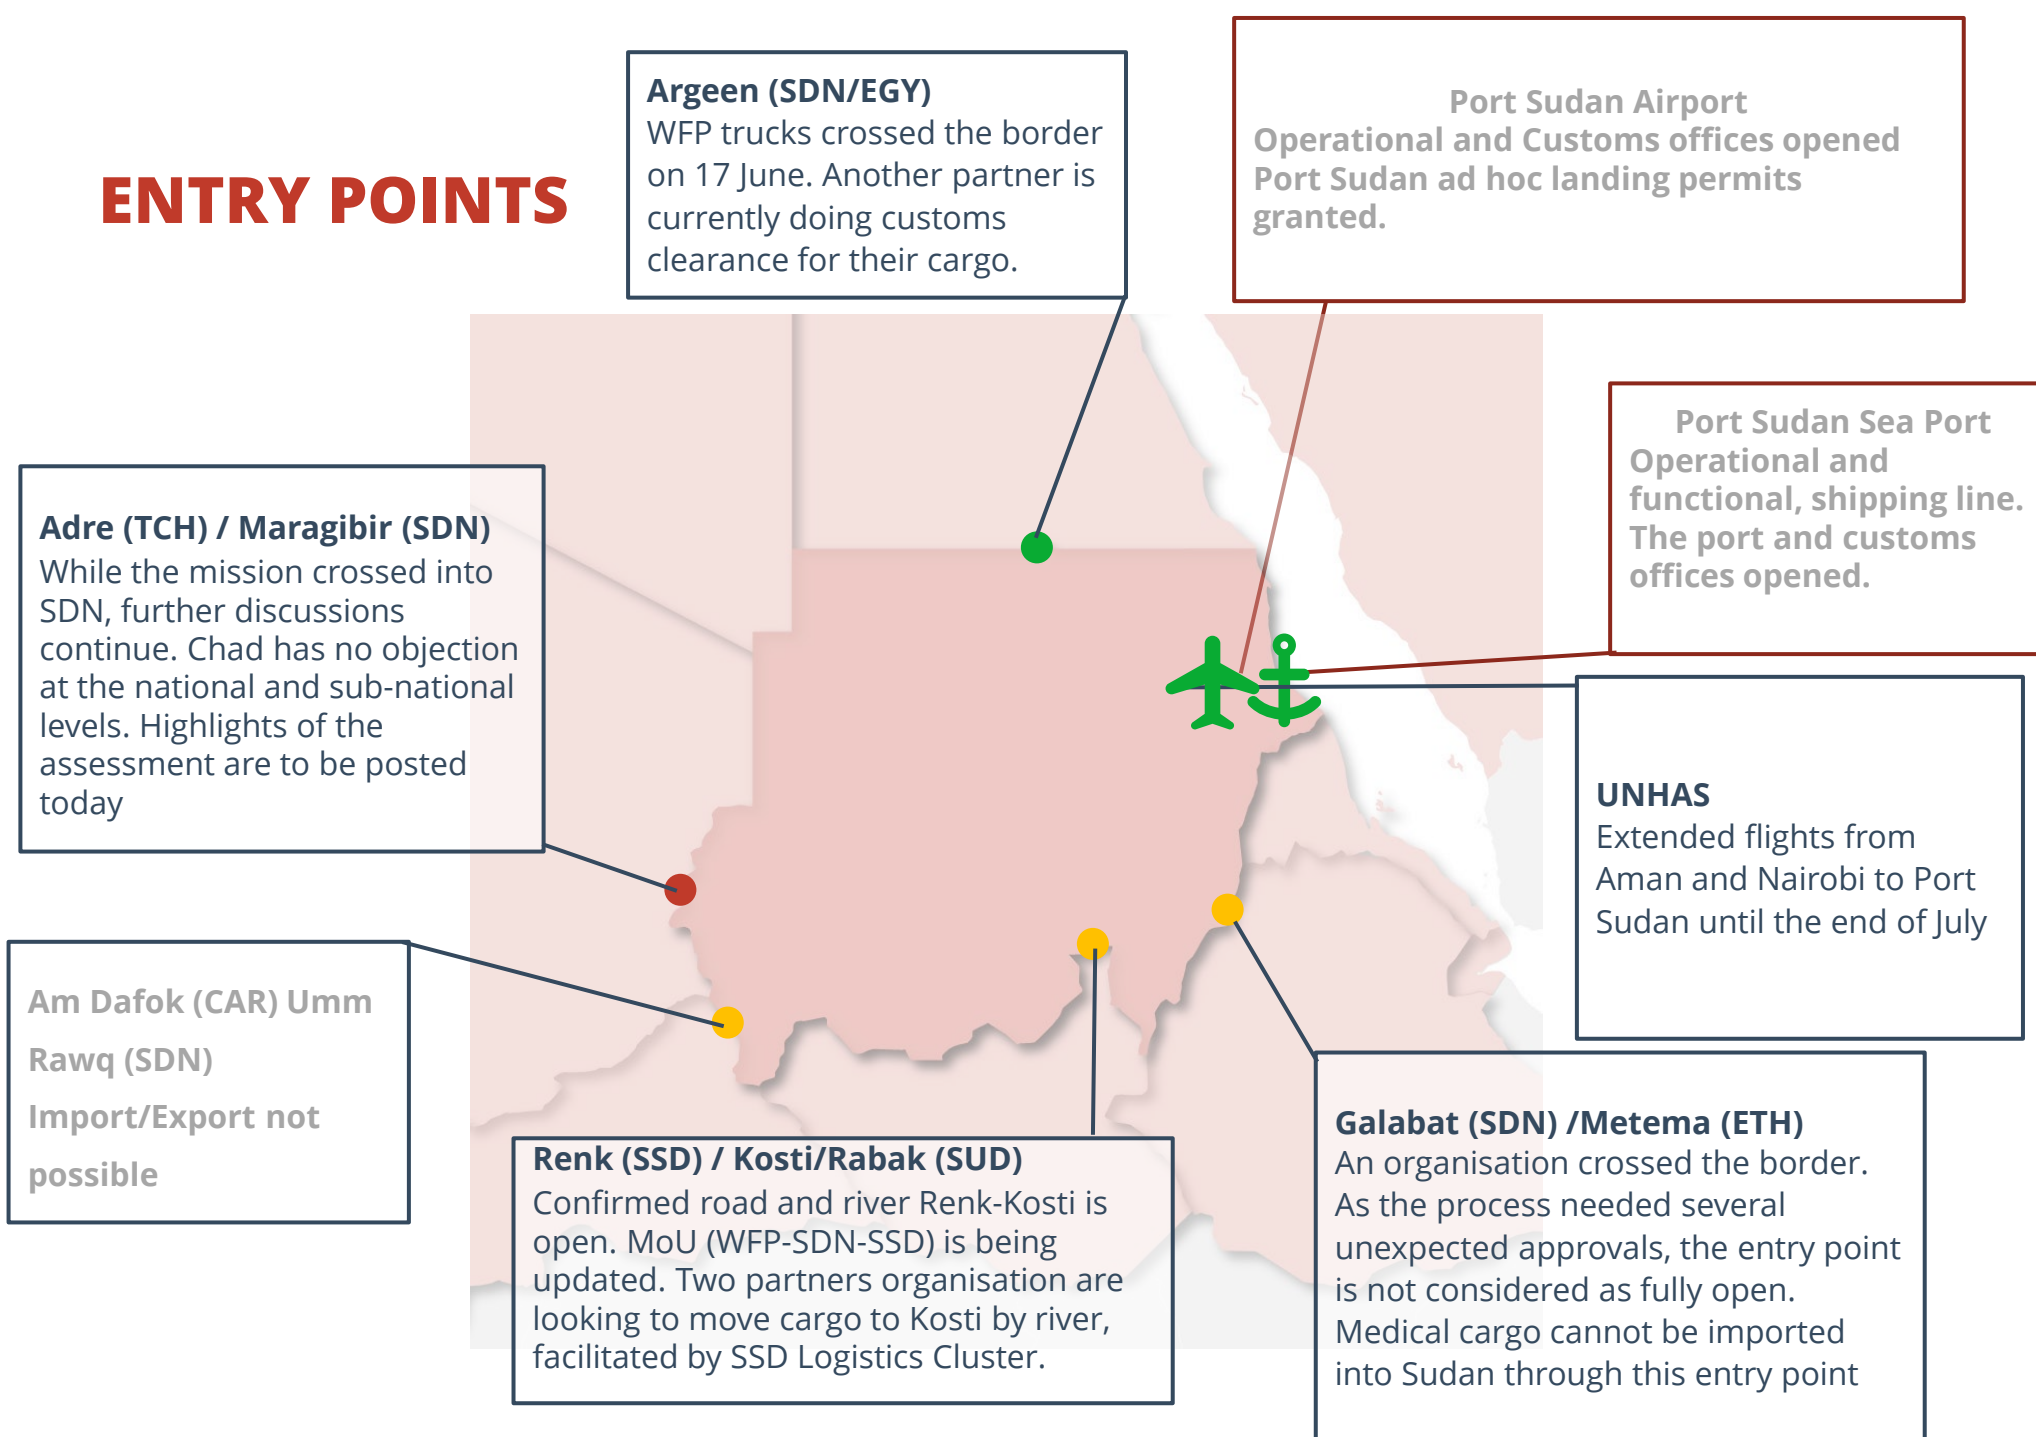 ENTRY POINTS
Argeen (SDN/EGY)
WFP trucks crossed the border
on 17 June. Another partner is
currently doing customs
clearance for their cargo.
Port Sudan Airport
Operational and Customs offices opened
Port Sudan ad hoc landing permits
granted.
Port Sudan Sea Port
Operational and
functional, shipping line.
The port and customs
offices opened.
Adre (TCH) / Maragibir (SDN)
While the mission crossed into
SDN, further discussions
continue. Chad has no objection
at the national and sub-national
levels. Highlights of the
assessment are to be posted
today
UNHAS
Extended flights from
Aman and Nairobi to Port
Sudan until the end of July
Am Dafok (CAR) Umm
Rawq (SDN)
Import/Export not
possible
Renk (SSD) / Kosti/Rabak (SUD)
Confirmed road and river Renk-Kosti is
open. MoU (WFP-SDN-SSD) is being
updated. Two partners organisation are
looking to move cargo to Kosti by river,
facilitated by SSD Logistics Cluster.
Galabat (SDN) /Metema (ETH)
An organisation crossed the border.
As the process needed several
unexpected approvals, the entry point
is not considered as fully open.
Medical cargo cannot be imported
into Sudan through this entry point